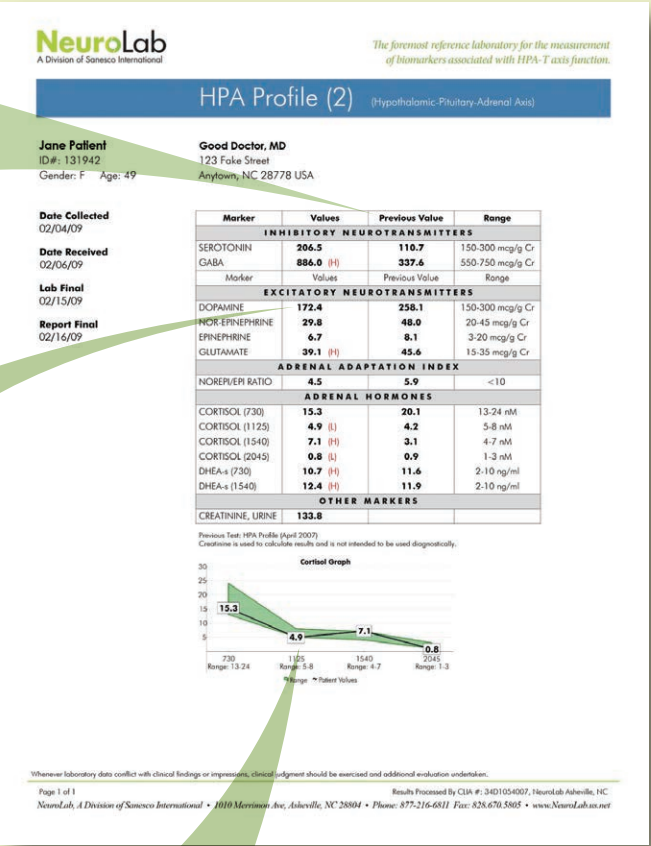 NeuroLab
A Division of Sanesco International
The foremost reference laboratory for the measurement
of biomarkers associated with HPA-T axis function.
HPA Profile (2) (Hypothalamic-Pituitary-Adrenal Axis)
Jane Patient
ID#: 131942
Gender: F Age: 49
Good Doctor, MD
123 Fake Street
Anytown, NC 28778 USA
Date Collected
02/04/09
Date Received
02/06/09
Lab Final
02/15/09
Report Final
02/16/09
Marker Values Previous Value Range
INHIBITORY NEUROTRANSMITTERS
SEROTONIN 206.5 110.7 150-300 mcg/g Cr
GABA 886.0 (H) 337.6 550-750 mcg/g Cr
Marker Values Previous Value Range
EXCITATORY NEUROTRANSMITTERS
DOPAMINE 172.4 258.1 150-300 mcg/g Cr
NOR-EPINEPHRINE 29.8 48.0 20-45 mcg/g Cr
EPINEPHRINE 6.7 8.1 3-20 mcg/g Cr
GLUTAMATE 39.1 (H) 45.6 15-35 mcg/g Cr
ADRENAL ADAPTATION INDEX
NOREPI/EPI RATIO 4.5 5.9 <10
ADRENAL HORMONES
CORTISOL (730) 15.3 20.1 13-24 nM
CORTISOL (1125) 4.9 (L) 4.2 5-8 nM
CORTISOL (1540) 7.1 (H) 3.1 4-7 nM
CORTISOL (2045) 0.8 (L) 0.9 1-3 nM
DHEA-s (730) 10.7 (H) 11.6 2-10 ng/ml
DHEA-s (1540) 12.4 (H) 11.9 2-10 ng/ml
OTHER MARKERS
CREATININE, URINE 133.8
Previous Test: HPA Profile (April 2007)
Creatinine is used to calculate results and is not intended to be used diagnostically.
Cortisol Graph
30
25
20
15
10
5
15.3
4.9
7.1
0.8
730 1125 1540 2045
Range: 13-24 Range: 5-8 Range: 4-7 Range: 1-3
Range Patient Values
Whenever laboratory data conflict with clinical findings or impressions, clinical judgment should be exercised and additional evaluation undertaken.
Page 1 of 1 Results Processed By CLIA #: 34D1054007, NeuroLab Asheville, NC
NeuroLab, A Division of Sanesco International • 1010 Merrimon Ave, Asheville, NC 28804 • Phone: 877-216-6811 Fax: 828.670.5805 • www.NeuroLab.us.net